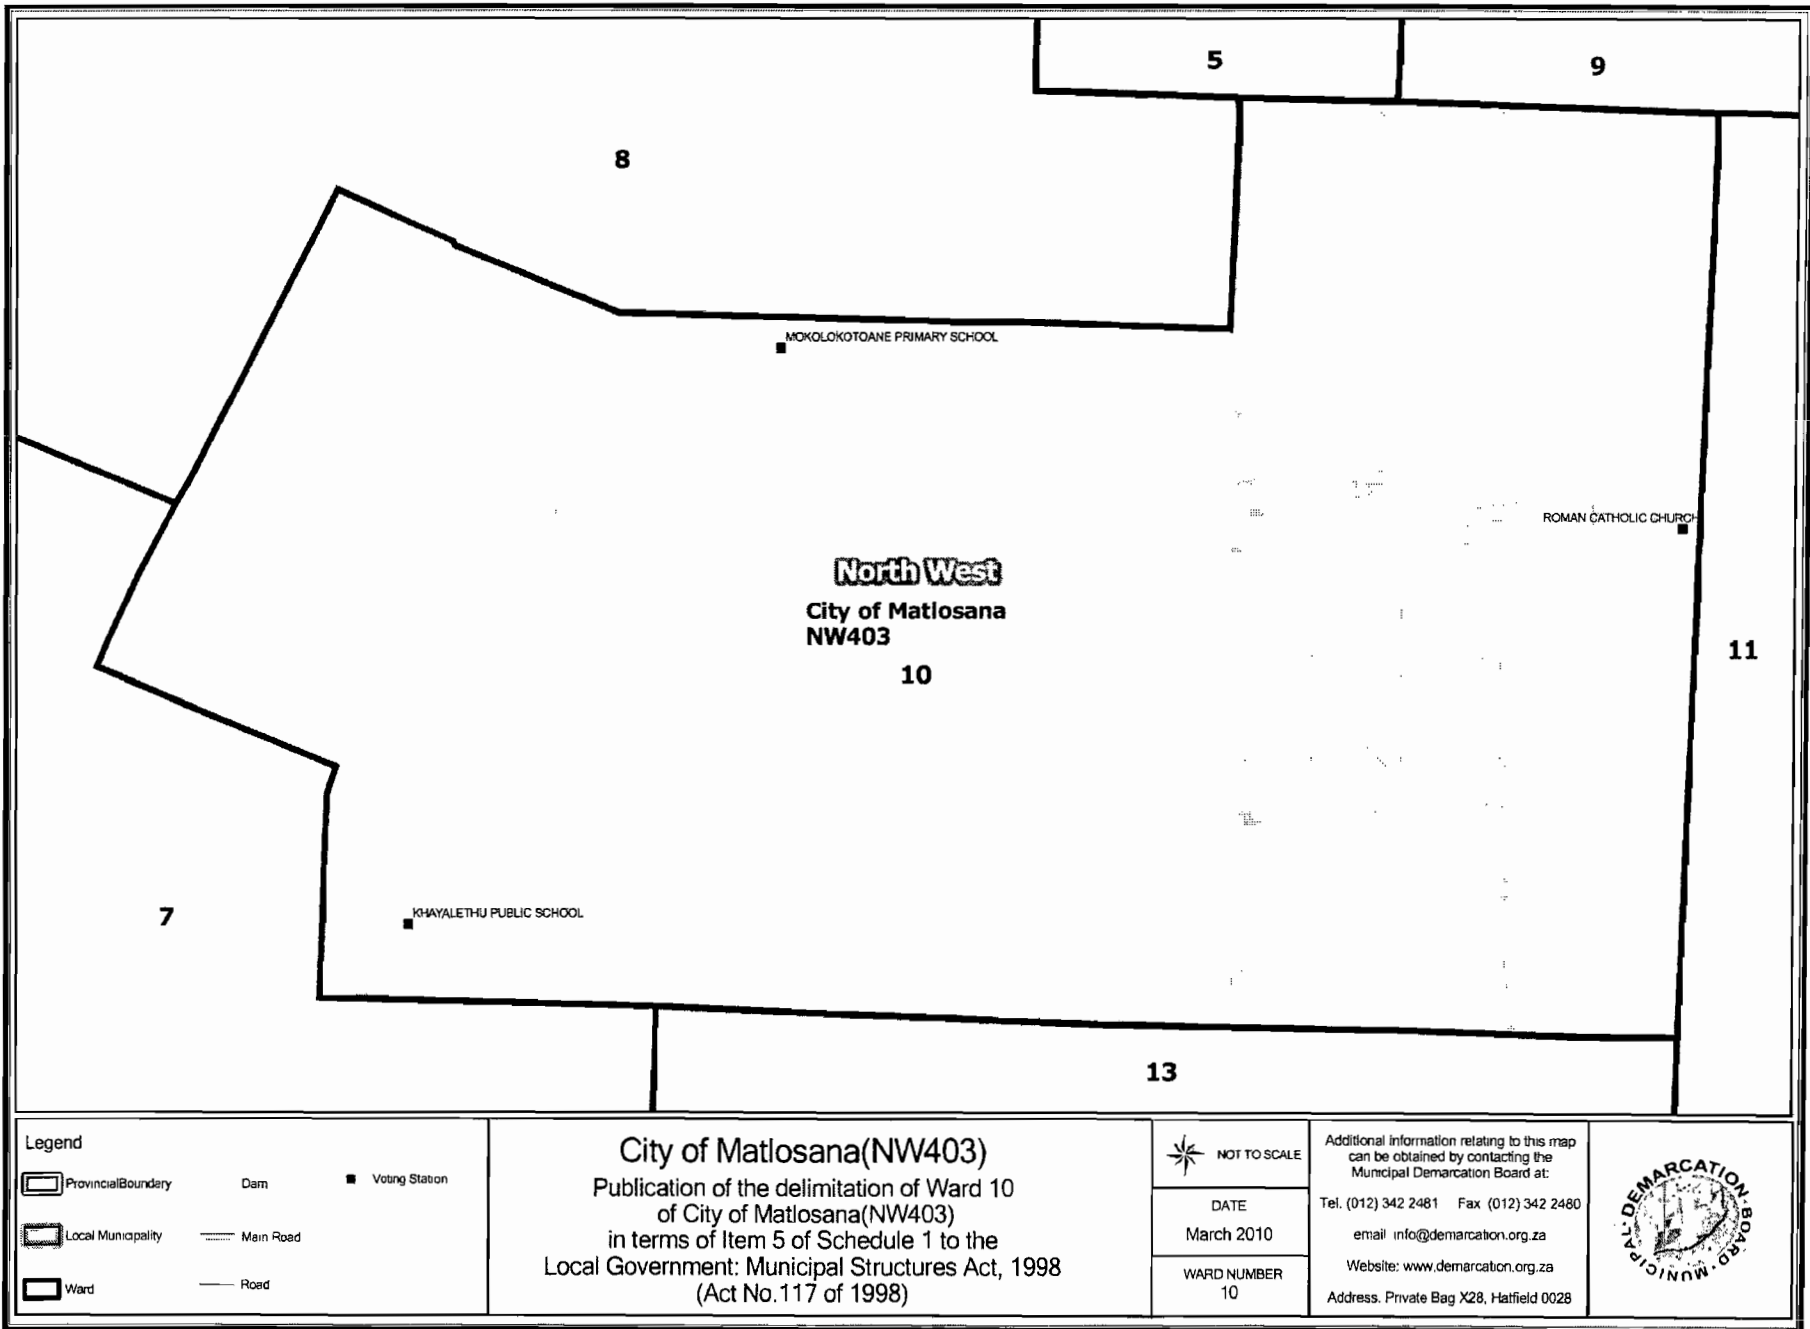 5
9
8
MOKOLOKOTOANE PRIMARY SCHOOL
ROMAN CATHOLIC CHURCH
North West
City of Matlosana
NW403
10
11
7
KHAYALETHU PUBLIC SCHOOL
13
Legend
ProvincialBoundary
Dam
Voting Station
Local Municipality
Main Road
Ward
Road
City of Matlosana(NW403)
Publication of the delimitation of Ward 10
of City of Matlosana(NW403)
in terms of Item 5 of Schedule 1 to the
Local Government: Municipal Structures Act, 1998
(Act No.117 of 1998)
NOT TO SCALE
DATE
March 2010
WARD NUMBER
10
Additional information relating to this map
can be obtained by contacting the
Municipal Demarcation Board at:
Tel. (012) 342 2481 Fax (012) 342 2480
email info@demarcation.org.za
Website: www.demarcation.org.za
Address. Private Bag X28, Hatfield 0028
MUNICIPAL · DEMARCATION · BOARD ·